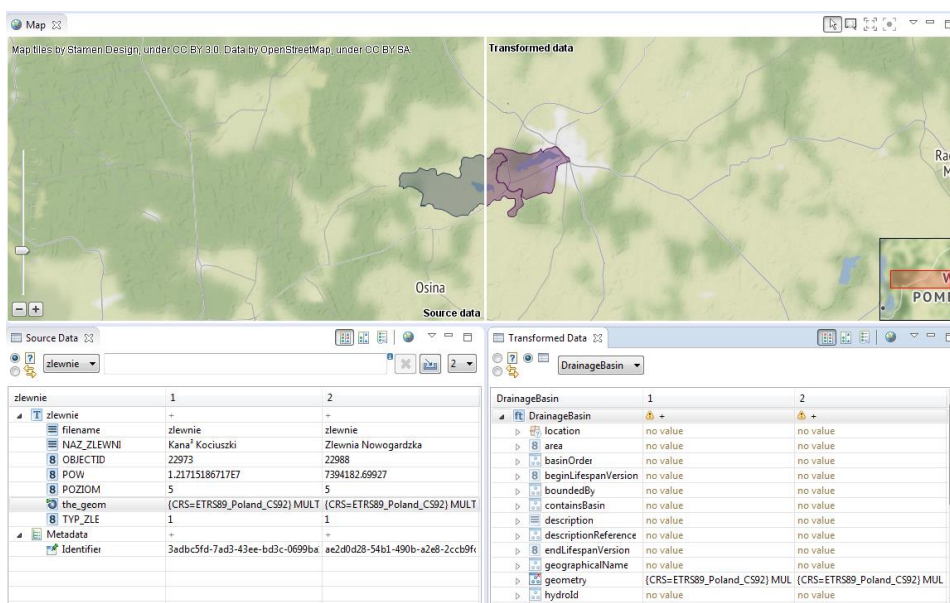 Map
Map tiles by Stamen Design, under CC BY 3.0. Data by OpenStreetMap, under CC BY SA.
Transformed data
Osina
Source data
POM
Source Data
zlewnie
2
zlewnie 1 2
zlewnie + +
filename zlewnie zlewnie
NAZ_ZLEWNI Kana³ Kociuszki Zlewnia Nowogardzka
OBJECTID 22973 22988
POW 1.21715186717E7 7394182.69927
POZIOM 5 5
the_geom {CRS=ETRS89_Poland_CS92} MULT {CRS=ETRS89_Poland_CS92} MULT
TYP_ZLE 1 1
Metadata + +
Identifier 3adbc5fd-7ad3-43ee-bd3c-0699ba ae2d0d28-54b1-490b-a2e8-2ccb9f
Transformed Data
DrainageBasin
DrainageBasin 1 2
DrainageBasin + +
location no value no value
area no value no value
basinOrder no value no value
beginLifespanVersion no value no value
boundedBy no value no value
containsBasin no value no value
description no value no value
descriptionReference no value no value
endLifespanVersion no value no value
geographicalName no value no value
geometry {CRS=ETRS89_Poland_CS92} MUL {CRS=ETRS89_Poland_CS92} MUL
hydroId no value no value